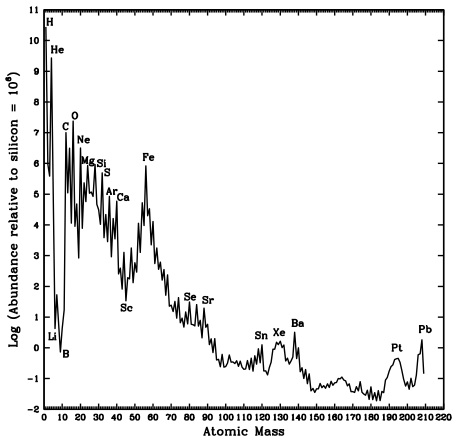 11
H
10
He
9
8
O
C
7
Ne
Mg
Si
6
S
Fe
Ar
Ca
5
4
3
2
Se
Sr
Sc
1
Li
Ba
Sn
Xe
Pb
0
B
Pt
−1
−2
0 10 20 30 40 50 60 70 80 90 100 110 120 130 140 150 160 170 180 190 200 210 220
Atomic Mass
Log (Abundance relative to silicon = 10⁶)